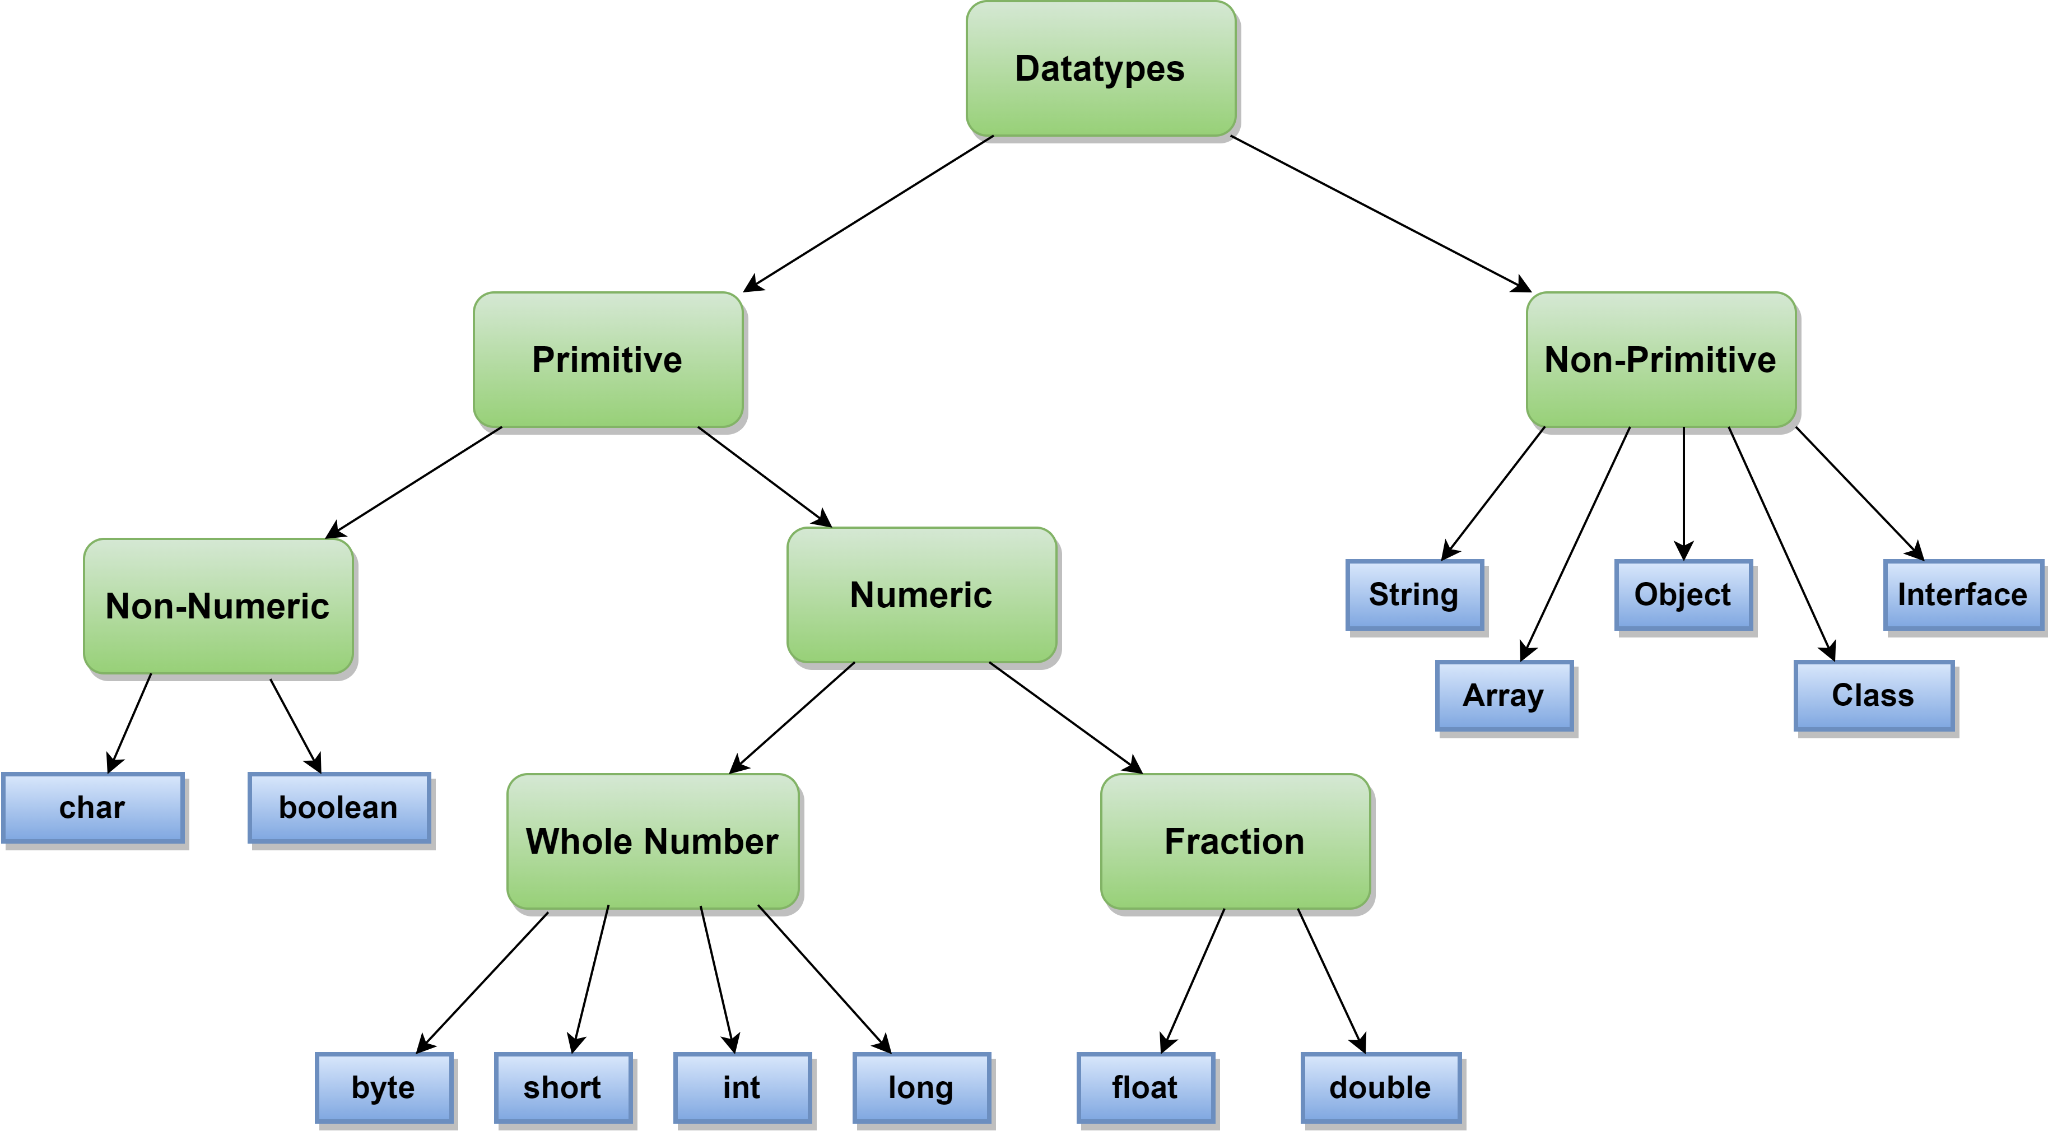 Datatypes
Primitive
Non-Primitive
Non-Numeric
Numeric
String
Object
Interface
Array
Class
char
boolean
Whole Number
Fraction
byte
short
int
long
float
double